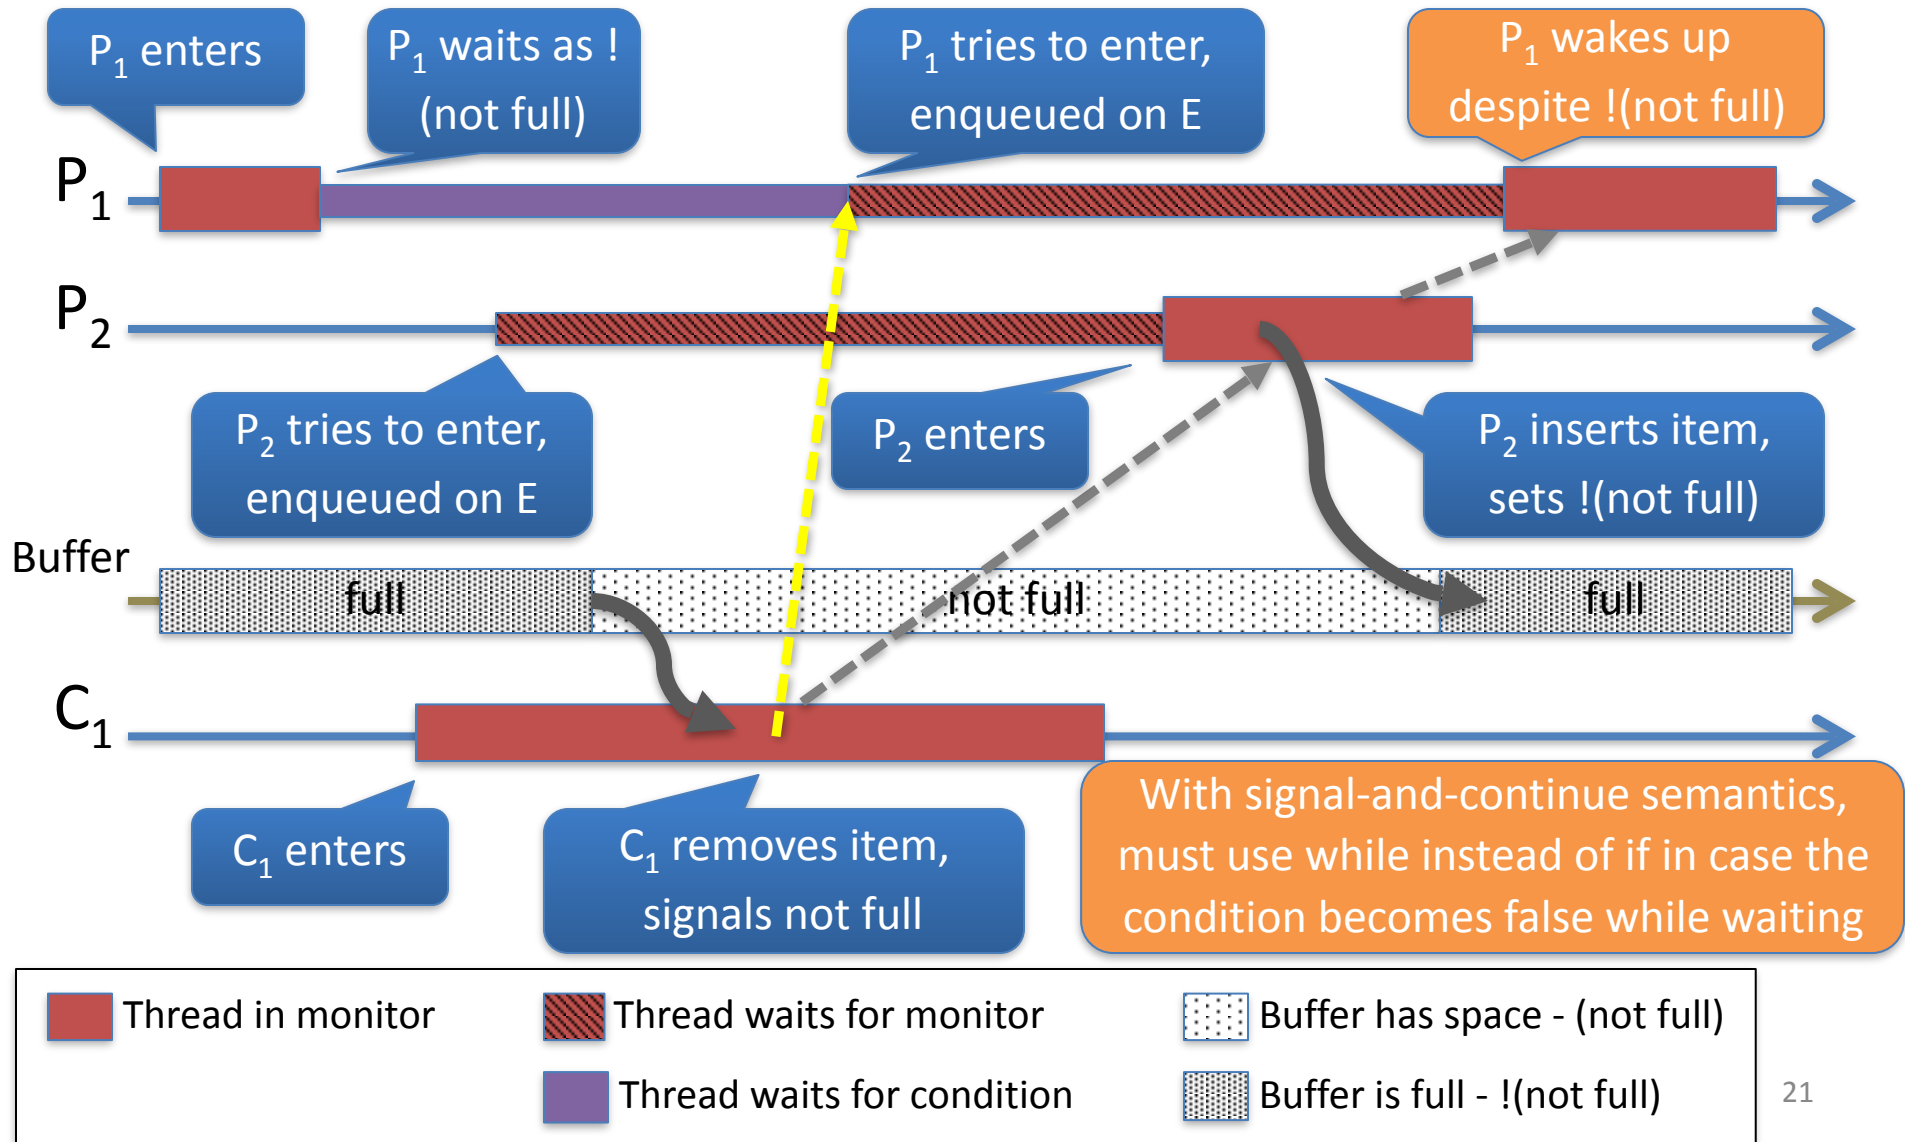 P1 enters
P1 waits as !
(not full)
P1 tries to enter,
enqueued on E
P1 wakes up
despite !(not full)
P1
P2
P2 tries to enter,
enqueued on E
P2 enters
P2 inserts item,
sets !(not full)
Buffer
full
not full
full
C1
C1 enters
C1 removes item,
signals not full
With signal-and-continue semantics,
must use while instead of if in case the
condition becomes false while waiting
Thread in monitor
Thread waits for monitor
Buffer has space - (not full)
Thread waits for condition
Buffer is full - !(not full)
21